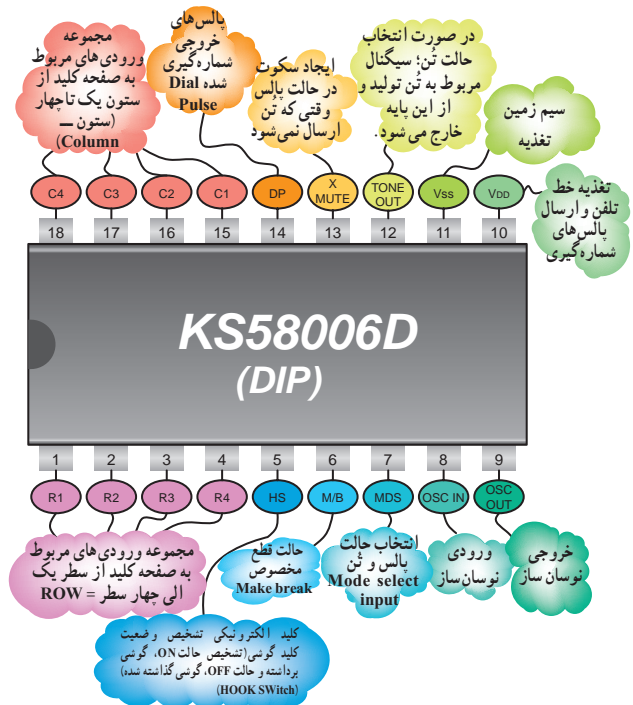 مجموعه
ورودی‌های مربوط
به صفحه کلید از
ستون یک تاچهار
(ستون ــ
Column)
پالس‌های
خروجی
شماره‌گیری
شده Dial
Pulse
ایجاد سکوت
در حالت پالس
وقتی که تُن
ارسال نمی‌شود
در صورت انتخاب
حالت تُن؛ سیگنال
مربوط به تُن تولید و
از این پایه
خارج می‌شود.
سیم زمین
تغذیه
تغذیه خط
تلفن و ارسال
پالس‌های
شماره‌گیری
C4 C3 C2 C1 DP X MUTE TONE OUT Vss VDD
18 17 16 15 14 13 12 11 10
KS58006D
(DIP)
1 2 3 4 5 6 7 8 9
R1 R2 R3 R4 HS M/B MDS OSC IN OSC OUT
مجموعه ورودی‌های مربوط
به صفحه کلید از سطر یک
الی چهار سطر = ROW
کلید الکترونیکی تشخیص وضعیت
کلید گوشی (تشخیص حالت ON، گوشی
برداشته و حالت OFF، گوشی گذاشته شده)
(HOOK SWitch)
حالت قطع
مخصوص
Make break
انتخاب حالت
پالس و تُن
Mode select
input
ورودی
نوسان ساز
خروجی
نوسان ساز